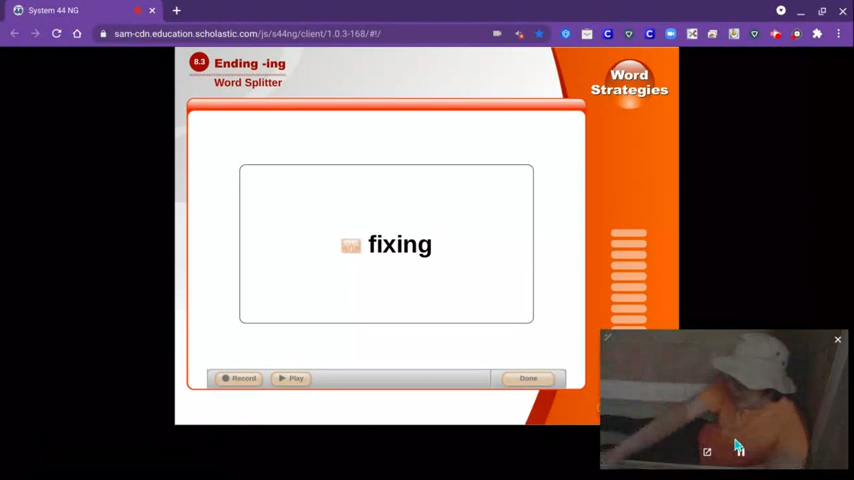 System 44 NG
sam-cdn.education.scholastic.com/js/s44ng/client/1.0.3-168/#!/
8.3 Ending -ing
Word Splitter
Word
Strategies
fixing
Record Play Done